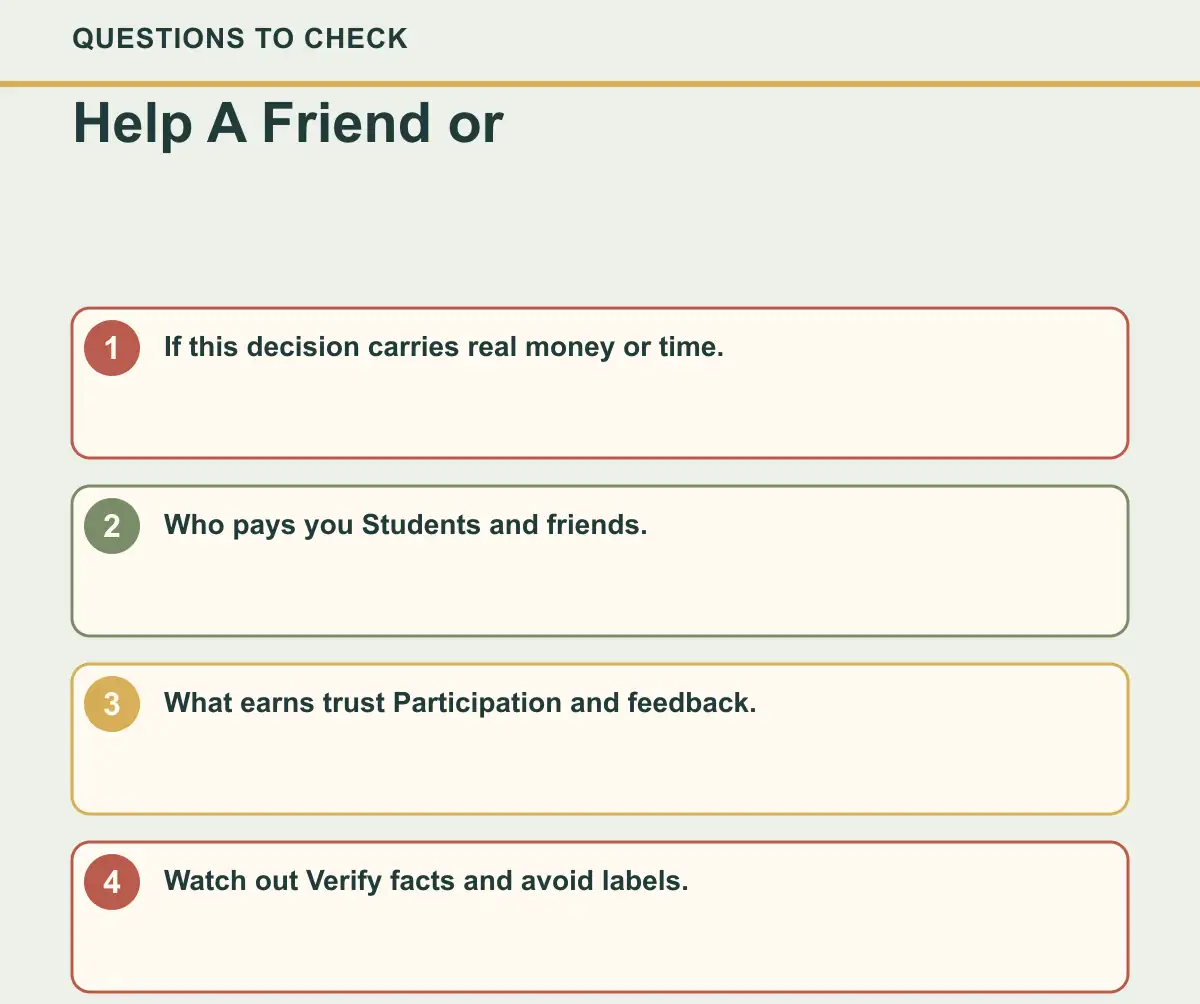 QUESTIONS TO CHECK
Help A Friend or
1 If this decision carries real money or time.
2 Who pays you Students and friends.
3 What earns trust Participation and feedback.
4 Watch out Verify facts and avoid labels.